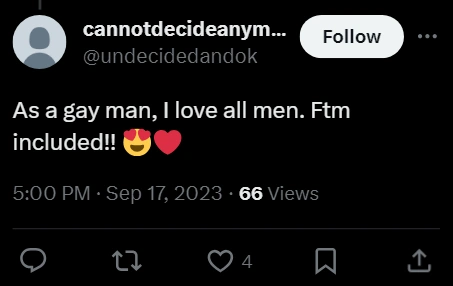 cannotdecideanym...
Follow
@undecidedandok
As a gay man, I love all men. Ftm
included!! 😍❤️
5:00 PM · Sep 17, 2023 · 66 Views
4